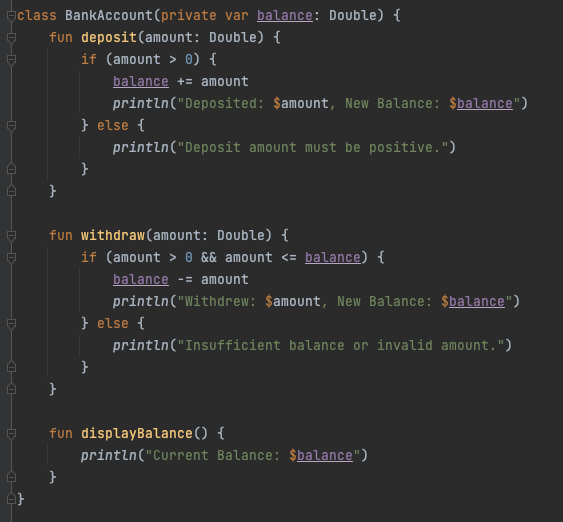 class BankAccount(private var balance: Double) {
    fun deposit(amount: Double) {
        if (amount > 0) {
            balance += amount
            println("Deposited: $amount, New Balance: $balance")
        } else {
            println("Deposit amount must be positive.")
        }
    }

    fun withdraw(amount: Double) {
        if (amount > 0 && amount <= balance) {
            balance -= amount
            println("Withdrew: $amount, New Balance: $balance")
        } else {
            println("Insufficient balance or invalid amount.")
        }
    }

    fun displayBalance() {
        println("Current Balance: $balance")
    }
}